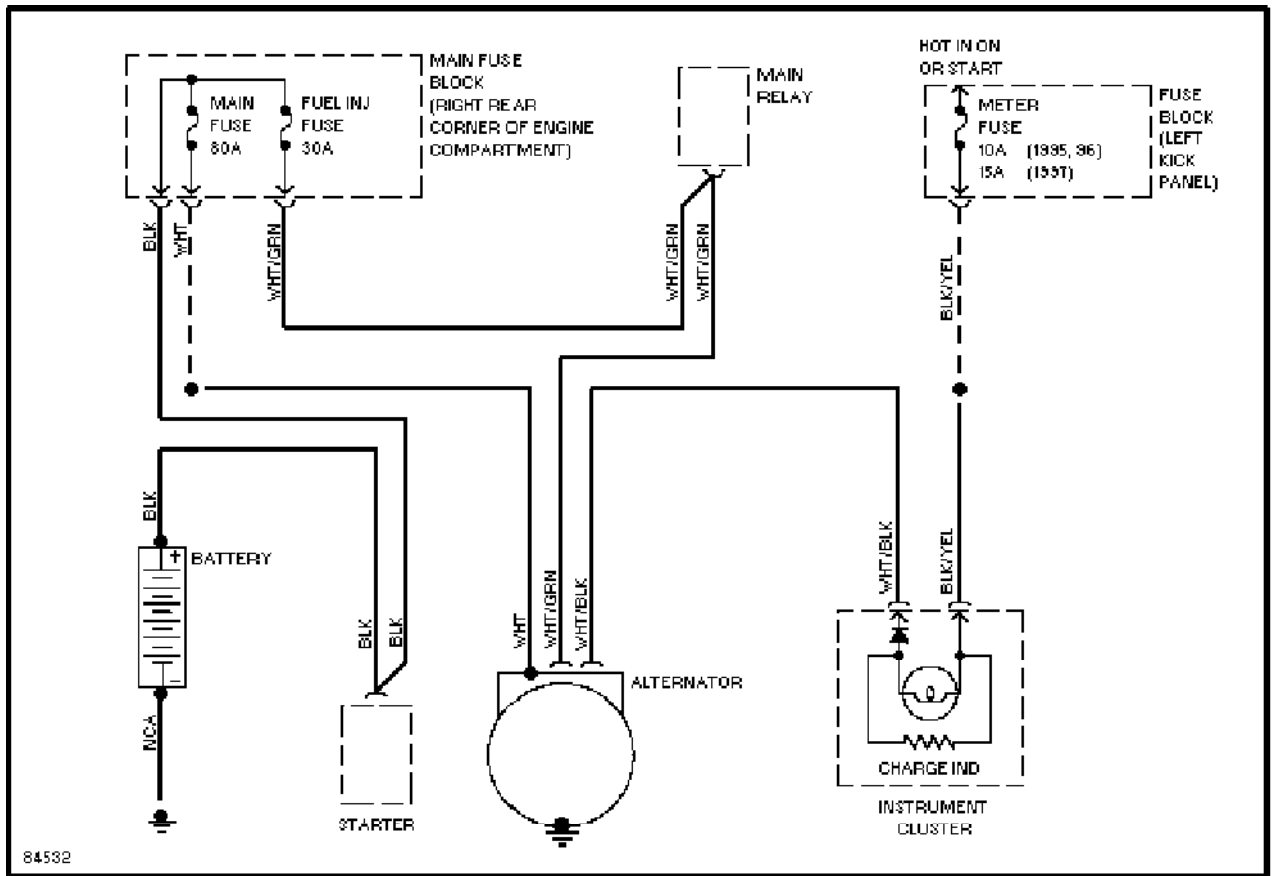 MAIN FUSE
BLOCK
(RIGHT REAR
CORNER OF ENGINE
COMPARTMENT)
MAIN
FUSE
80A
FUEL INJ
FUSE
30A
MAIN
RELAY
HOT IN ON
OR START
METER
FUSE
10A (1995, 96)
15A (1997)
FUSE
BLOCK
(LEFT
KICK
PANEL)
BLK
WHT
WHT/GRN
WHT/GRN
WHT/GRN
BLK/YEL
BLK
BATTERY
+
-
NCA
BLK
BLK
STARTER
WHT
WHT/GRN
WHT/BLK
ALTERNATOR
WHT/BLK
BLK/YEL
CHARGE IND
INSTRUMENT
CLUSTER
84532